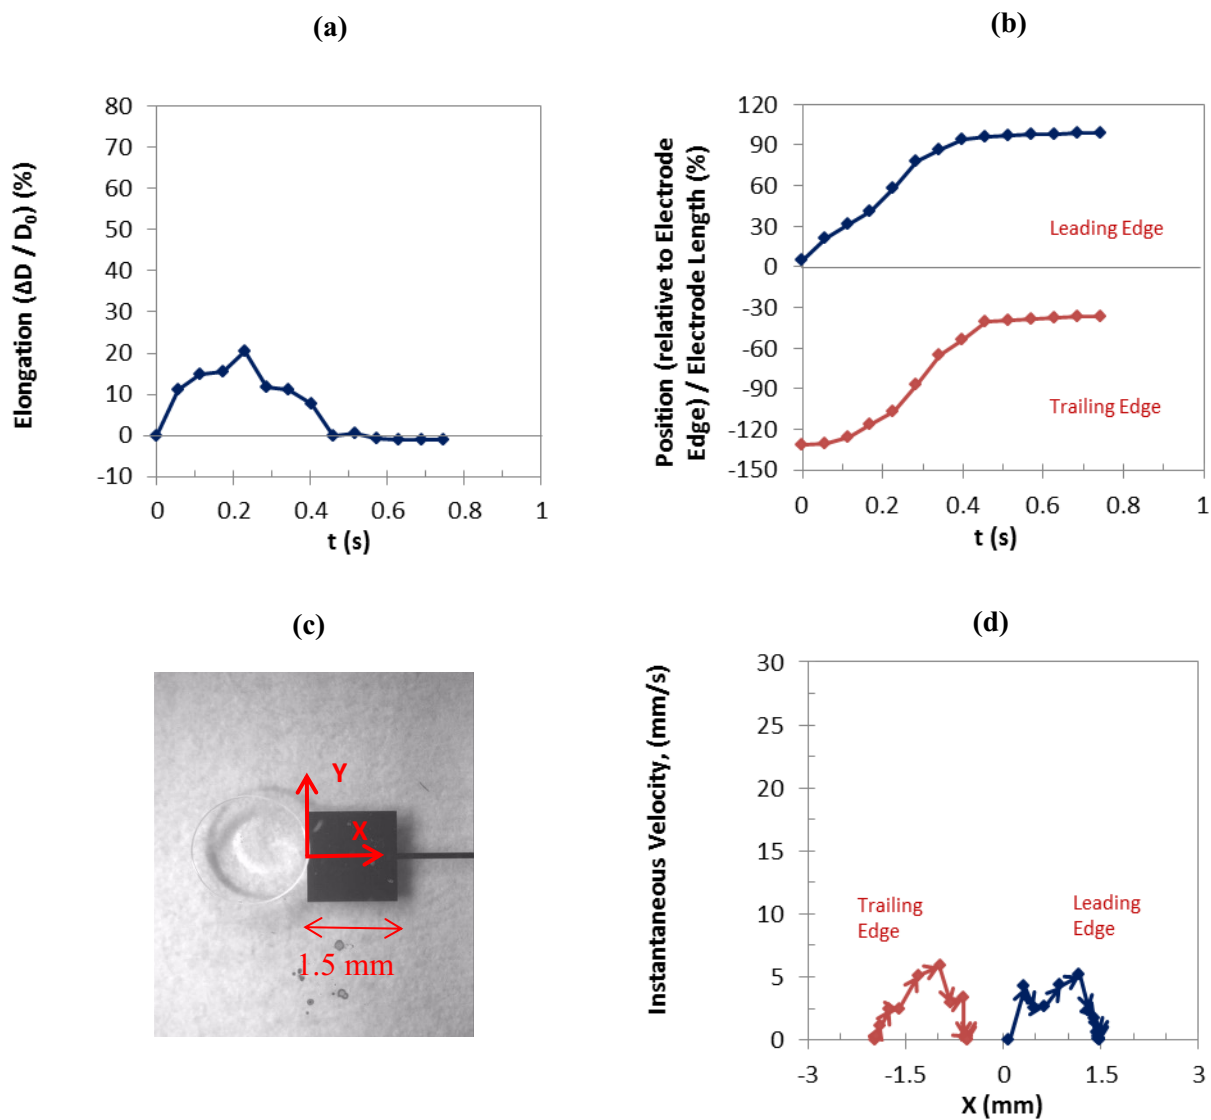 (a)
Elongation (ΔD / D₀) (%)
80
70
60
50
40
30
20
10
0
-10
0
0.2
0.4
0.6
0.8
1
t (s)
(b)
Position (relative to Electrode
Edge) / Electrode Length (%)
120
90
60
30
0
-30
-60
-90
-120
-150
Leading Edge
Trailing Edge
0
0.2
0.4
0.6
0.8
1
t (s)
(c)
Y
X
1.5 mm
(d)
Instantaneous Velocity, (mm/s)
30
25
20
15
10
5
0
Trailing
Edge
Leading
Edge
-3
-1.5
0
1.5
3
X (mm)